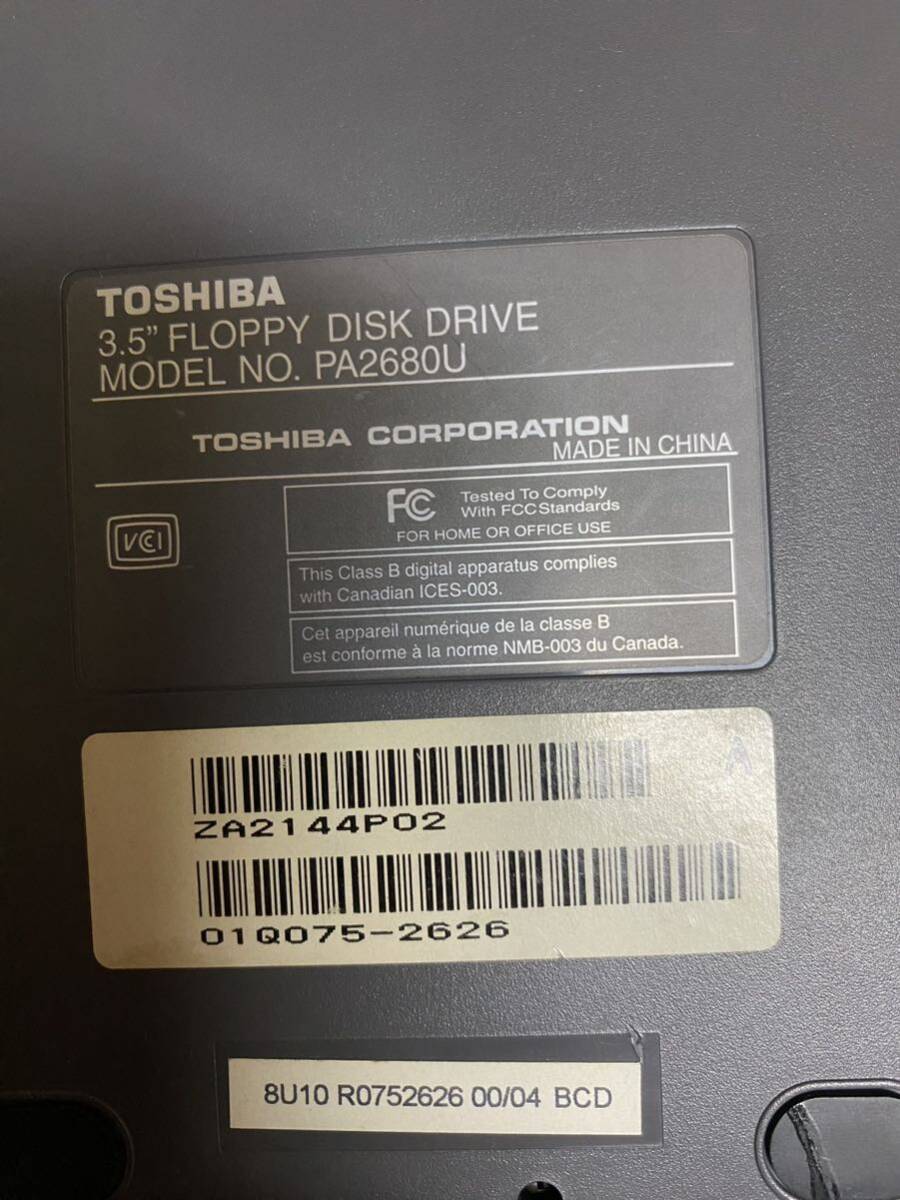 TOSHIBA
3.5” FLOPPY DISK DRIVE
MODEL NO. PA2680U
TOSHIBA CORPORATION
MADE IN CHINA
VCI
FC
Tested To Comply
With FCC Standards
FOR HOME OR OFFICE USE
This Class B digital apparatus complies
with Canadian ICES-003.
Cet appareil numérique de la classe B
est conforme à la norme NMB-003 du Canada.
A
ZA2144P02
01Q075-2626
8U10 R0752626 00/04 BCD